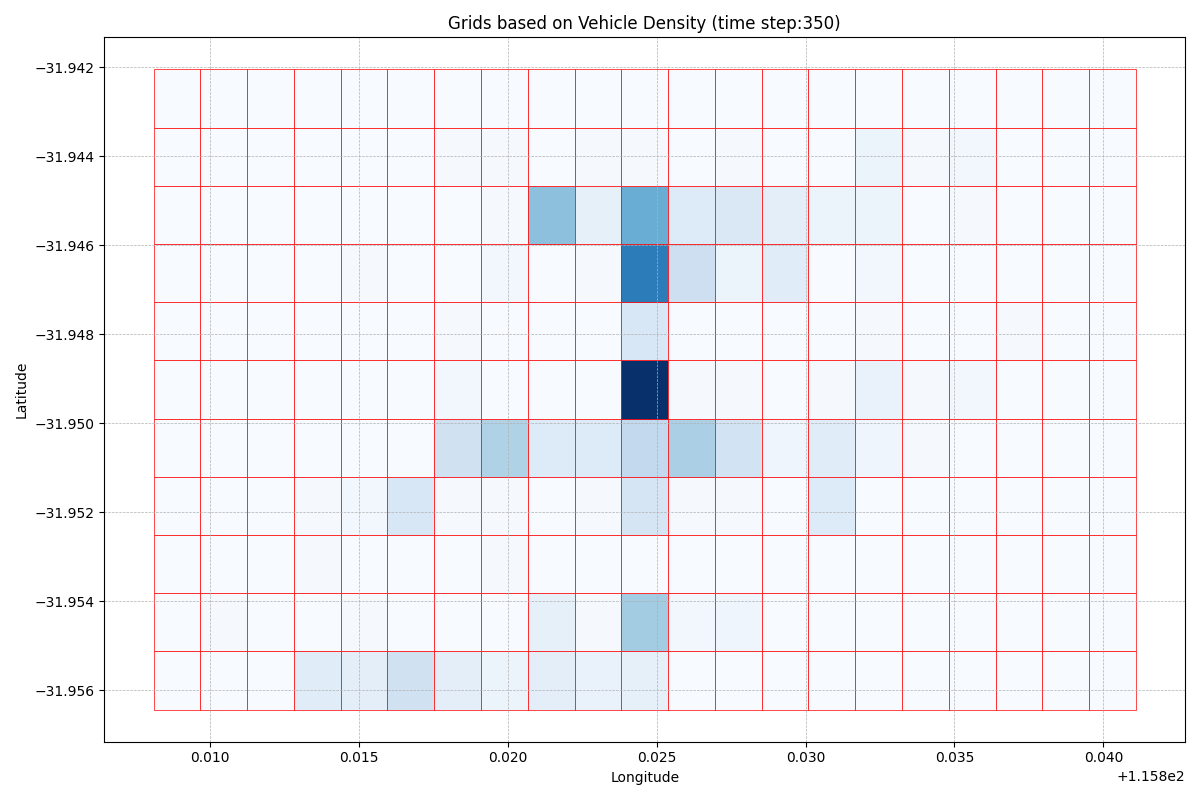 Grids based on Vehicle Density (time step:350)
−31.942
−31.944
−31.946
−31.948
−31.950
−31.952
−31.954
−31.956
Latitude
0.010 0.015 0.020 0.025 0.030 0.035 0.040
Longitude
+1.158e2